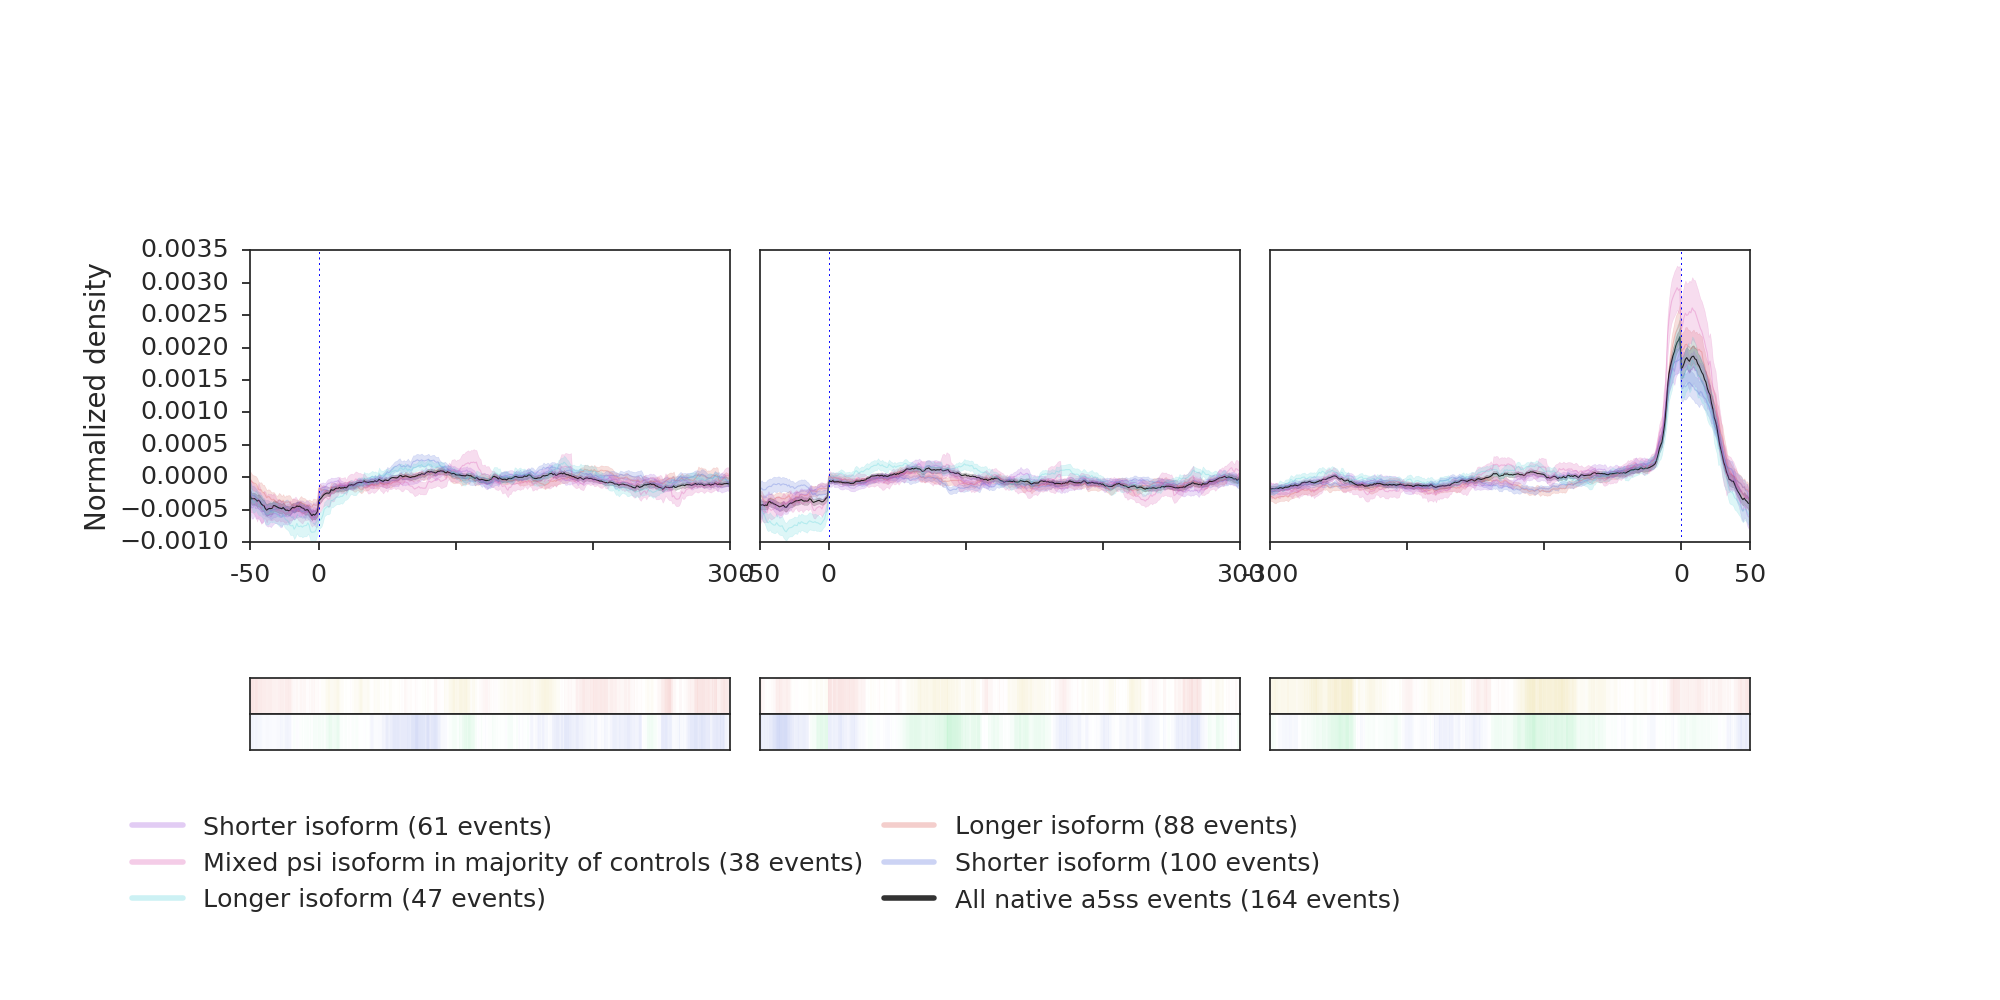 Normalized density
0.0035
0.0030
0.0025
0.0020
0.0015
0.0010
0.0005
0.0000
−0.0005
−0.0010
-50 0 300
-50 0 300
-300 0 50
Shorter isoform (61 events)
Mixed psi isoform in majority of controls (38 events)
Longer isoform (47 events)
Longer isoform (88 events)
Shorter isoform (100 events)
All native a5ss events (164 events)